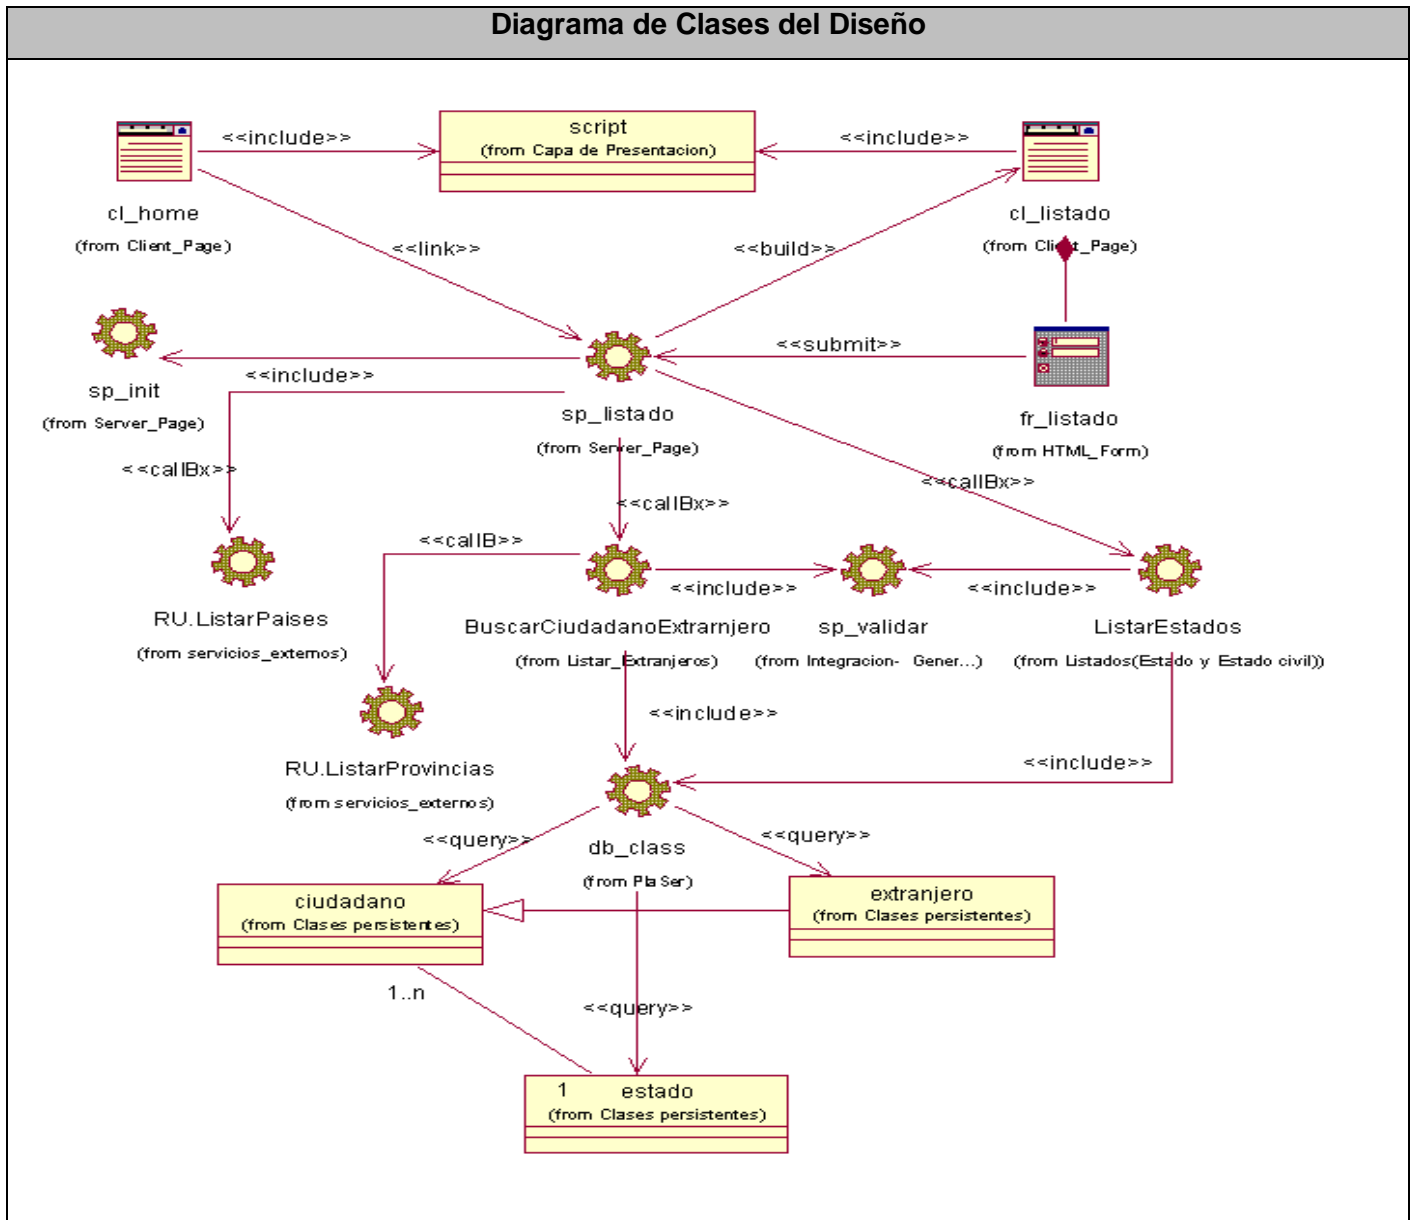 Diagrama de Clases del Diseño
script
(from Capa de Presentacion)
<<include>>
<<include>>
cl_home
(from Client_Page)
cl_listado
(from Client_Page)
<<link>>
<<build>>
<<submit>>
sp_init
(from Server_Page)
<<include>>
sp_listado
(from Server_Page)
fr_listado
(from HTML_Form)
<<callBx>>
<<callBx>>
<<callBx>>
<<callB>>
<<include>>
<<include>>
RU.ListarPaises
(from servicios_externos)
BuscarCiudadanoExtrarnjero
(from Listar_Extranjeros)
sp_validar
(from Integracion- Gener...)
ListarEstados
(from Listados(Estado y Estado civil))
<<include>>
<<include>>
RU.ListarProvincias
(from servicios_externos)
<<query>>
<<query>>
db_class
(from PlaSer)
ciudadano
(from Clases persistentes)
extranjero
(from Clases persistentes)
1..n
<<query>>
1 estado
(from Clases persistentes)